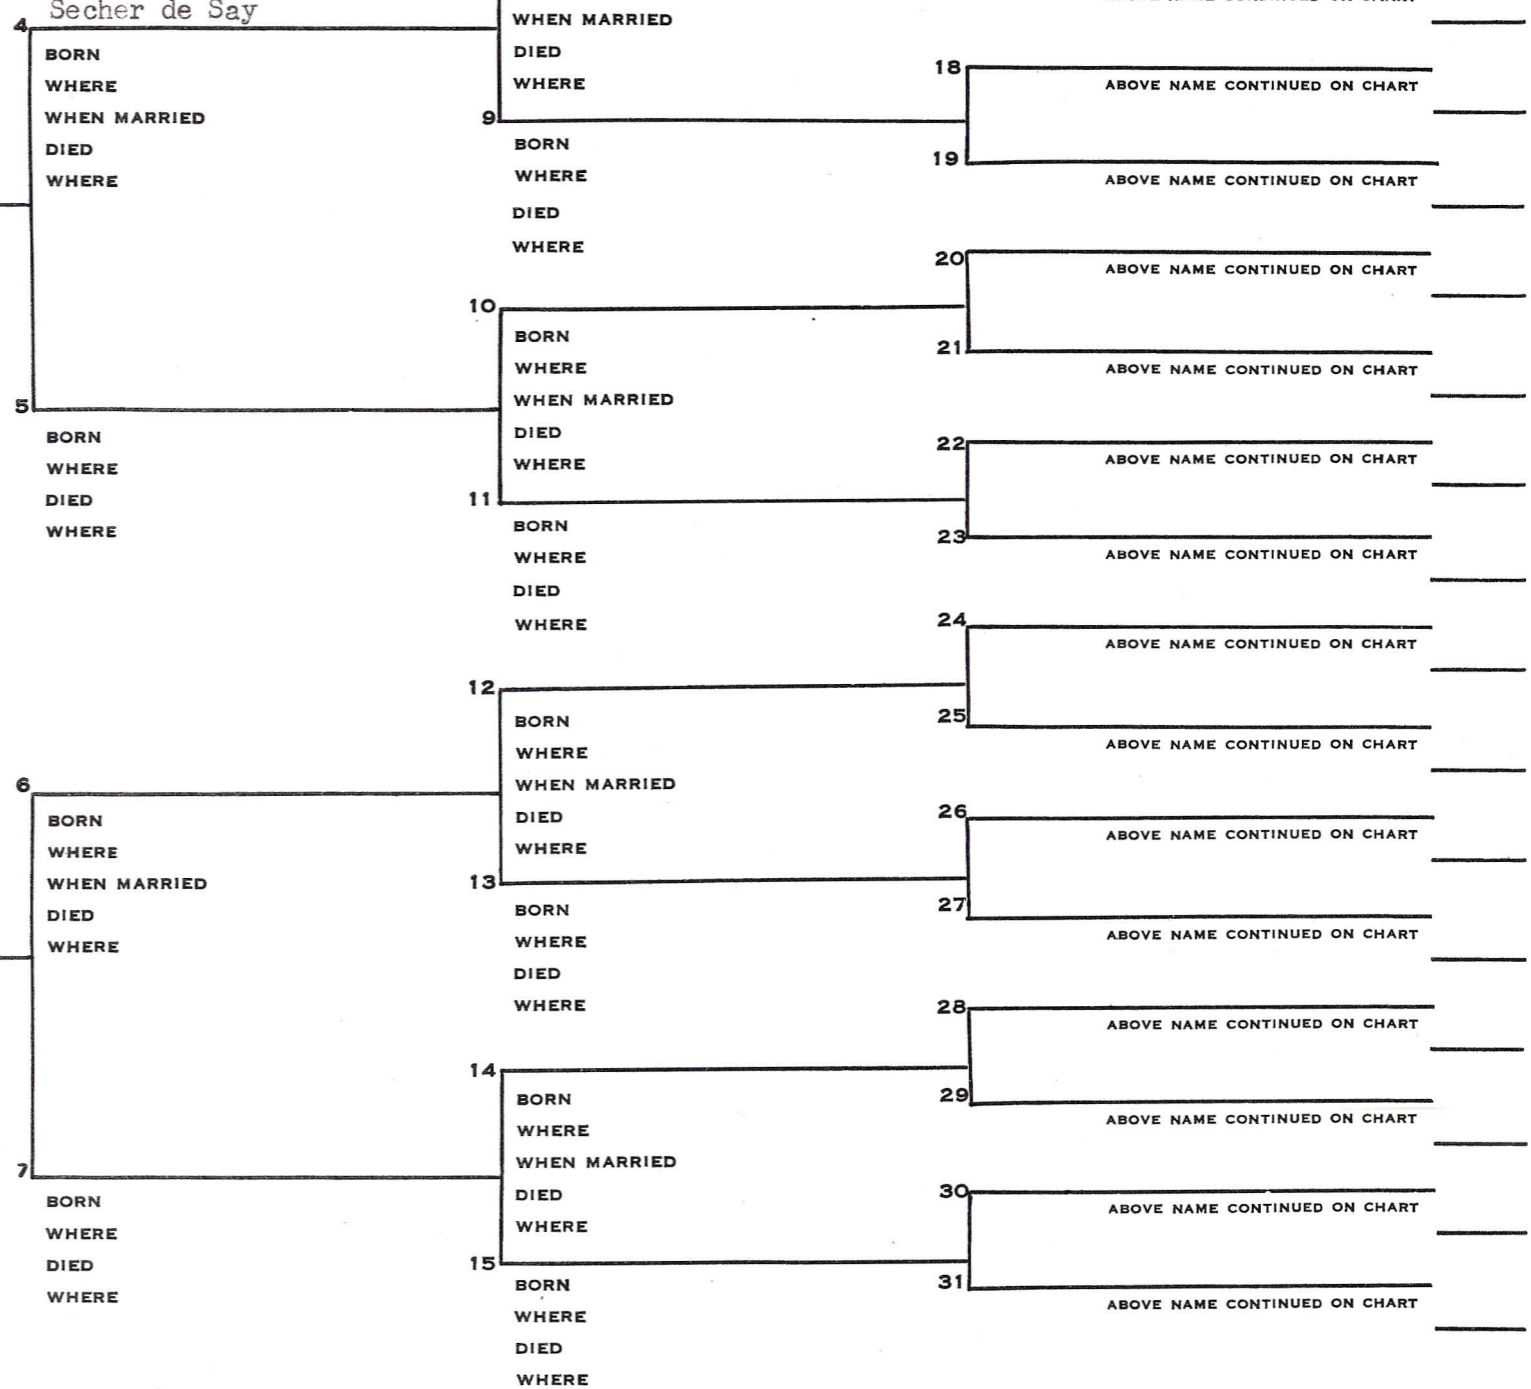 Secher de Say
4
BORN
WHERE
WHEN MARRIED
DIED
WHERE
5
BORN
WHERE
DIED
WHERE
6
BORN
WHERE
WHEN MARRIED
DIED
WHERE
7
BORN
WHERE
DIED
WHERE
WHEN MARRIED
DIED
WHERE
9
BORN
WHERE
DIED
WHERE
10
BORN
WHERE
WHEN MARRIED
DIED
WHERE
11
BORN
WHERE
DIED
WHERE
12
BORN
WHERE
WHEN MARRIED
DIED
WHERE
13
BORN
WHERE
DIED
WHERE
14
BORN
WHERE
WHEN MARRIED
DIED
WHERE
15
BORN
WHERE
DIED
WHERE
18
ABOVE NAME CONTINUED ON CHART
19
ABOVE NAME CONTINUED ON CHART
20
ABOVE NAME CONTINUED ON CHART
21
ABOVE NAME CONTINUED ON CHART
22
ABOVE NAME CONTINUED ON CHART
23
ABOVE NAME CONTINUED ON CHART
24
ABOVE NAME CONTINUED ON CHART
25
ABOVE NAME CONTINUED ON CHART
26
ABOVE NAME CONTINUED ON CHART
27
ABOVE NAME CONTINUED ON CHART
28
ABOVE NAME CONTINUED ON CHART
29
ABOVE NAME CONTINUED ON CHART
30
ABOVE NAME CONTINUED ON CHART
31
ABOVE NAME CONTINUED ON CHART